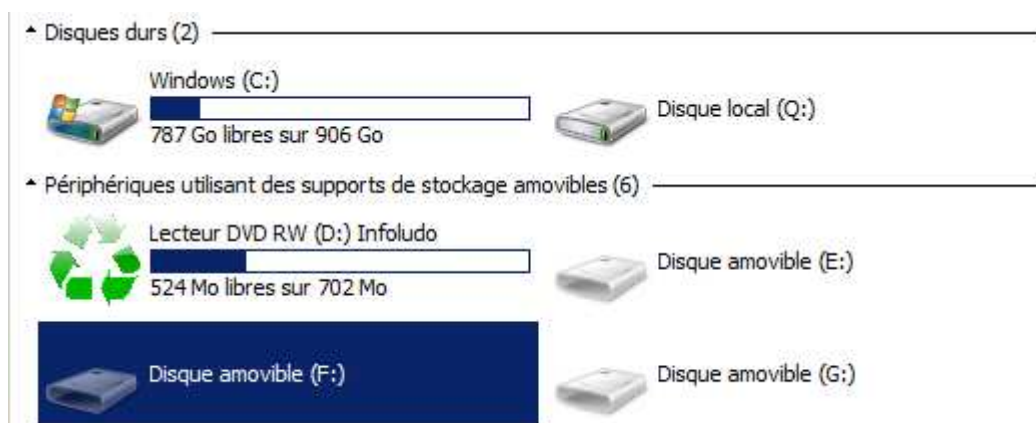 Disques durs (2)
Windows (C:)
787 Go libres sur 906 Go
Disque local (Q:)
Périphériques utilisant des supports de stockage amovibles (6)
Lecteur DVD RW (D:) Infoludo
524 Mo libres sur 702 Mo
Disque amovible (E:)
Disque amovible (F:)
Disque amovible (G:)